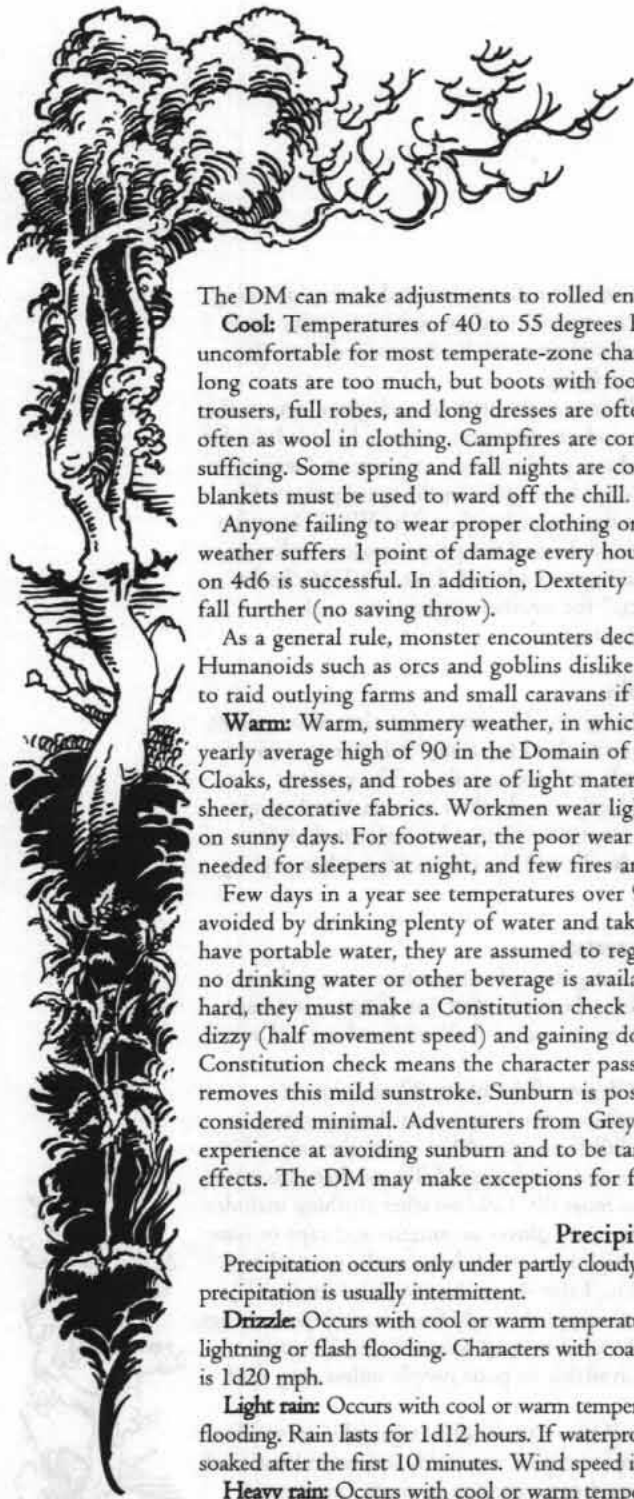 The DM can make adjustments to rolled en
Cool: Temperatures of 40 to 55 degrees
uncomfortable for most temperate-zone cha
long coats are too much, but boots with foo
trousers, full robes, and long dresses are ofte
often as wool in clothing. Campfires are con
sufficing. Some spring and fall nights are co
blankets must be used to ward off the chill.
Anyone failing to wear proper clothing or
weather suffers 1 point of damage every hou
on 4d6 is successful. In addition, Dexterity
fall further (no saving throw).
As a general rule, monster encounters dec
Humanoids such as orcs and goblins dislike
to raid outlying farms and small caravans if
Warm: Warm, summery weather, in whic
yearly average high of 90 in the Domain of
Cloaks, dresses, and robes are of light mater
sheer, decorative fabrics. Workmen wear lig
on sunny days. For footwear, the poor wear
needed for sleepers at night, and few fires a
Few days in a year see temperatures over 9
avoided by drinking plenty of water and tak
have portable water, they are assumed to reg
no drinking water or other beverage is availa
hard, they must make a Constitution check
dizzy (half movement speed) and gaining do
Constitution check means the character pass
removes this mild sunstroke. Sunburn is pos
considered minimal. Adventurers from Grey
experience at avoiding sunburn and to be tan
effects. The DM may make exceptions for f
Precipi
Precipitation occurs only under partly cloudy
precipitation is usually intermittent.
Drizzle: Occurs with cool or warm temperat
lightning or flash flooding. Characters with coa
is 1d20 mph.
Light rain: Occurs with cool or warm temper
flooding. Rain lasts for 1d12 hours. If waterpro
soaked after the first 10 minutes. Wind speed i
Heavy rain: Occurs with cool or warm tempe